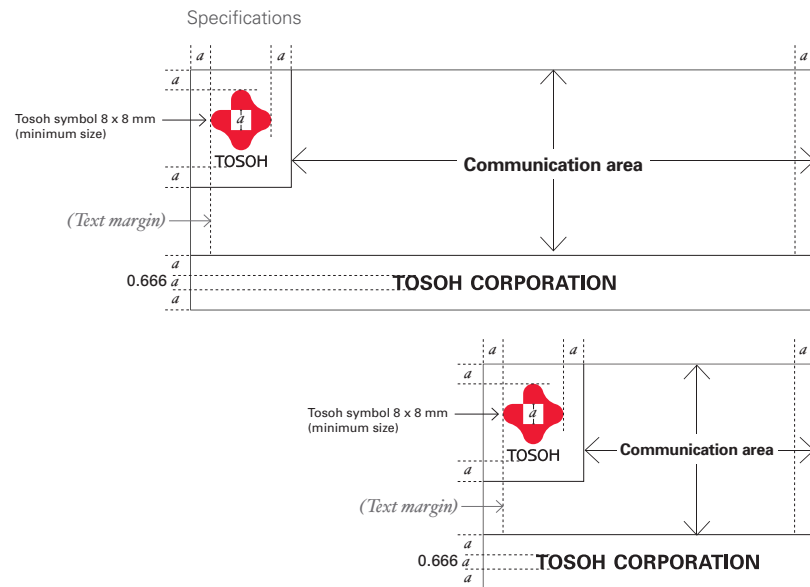 Specifications
a a a
a
Tosoh symbol 8 x 8 mm
(minimum size)
a
TOSOH
Communication area
a
(Text margin)
a
0.666 a
TOSOH CORPORATION
a
a a a
a
Tosoh symbol 8 x 8 mm
(minimum size)
a
TOSOH
Communication area
a
(Text margin)
a
0.666 a
TOSOH CORPORATION
a